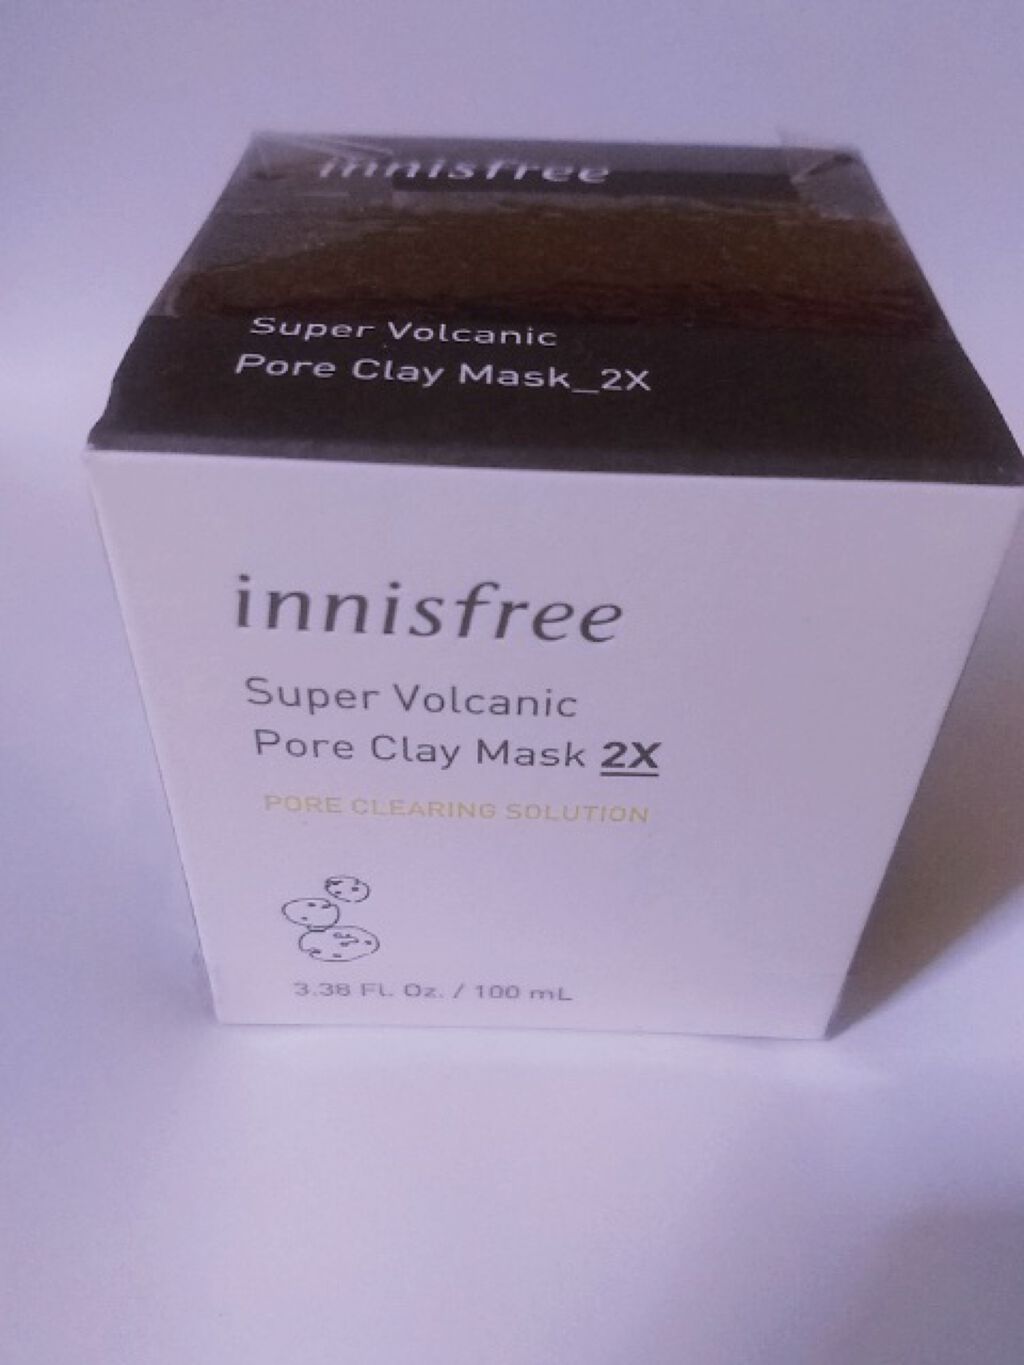 innisfree
Super Volcanic
Pore Clay Mask_2X
innisfree
Super Volcanic
Pore Clay Mask 2X
PORE CLEARING SOLUTION
3.38 FL. Oz. / 100 mL